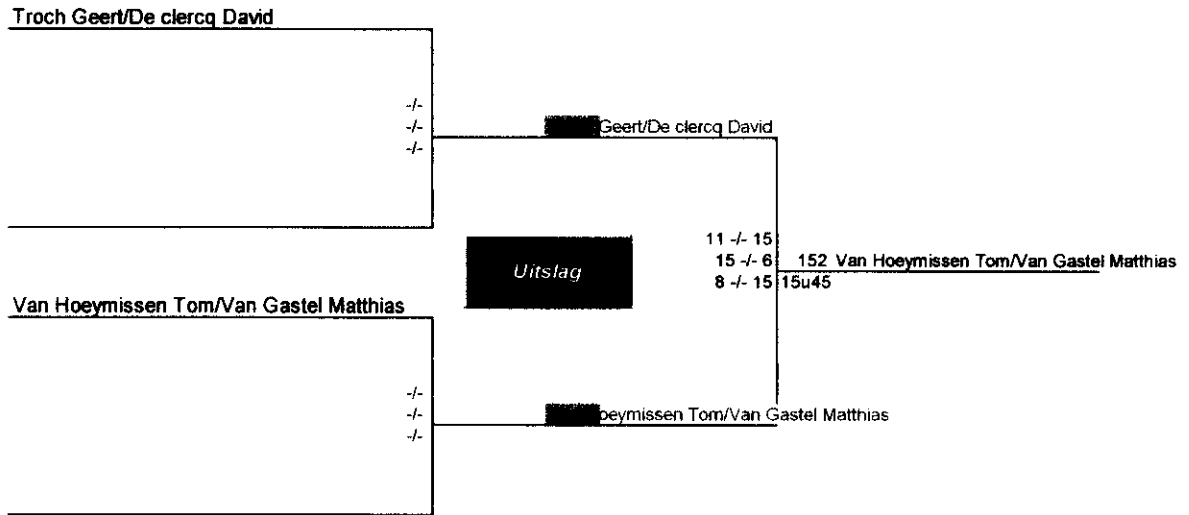 Troch Geert/De clercq David
-/-
-/-
-/-
Geert/De clercq David
Uitslag
11 -/- 15
15 -/- 6
8 -/- 15
152 Van Hoeymissen Tom/Van Gastel Matthias
15u45
Van Hoeymissen Tom/Van Gastel Matthias
-/-
-/-
-/-
oeymissen Tom/Van Gastel Matthias